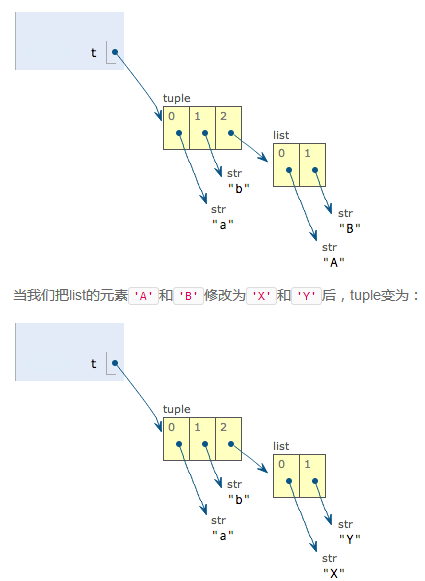 t
tuple
0 1 2
list
0 1
str
"b"
str
"a"
str
"B"
str
"A"
当我们把list的元素'A'和'B'修改为'X'和'Y'后，tuple变为：
t
tuple
0 1 2
list
0 1
str
"b"
str
"a"
str
"Y"
str
"X"